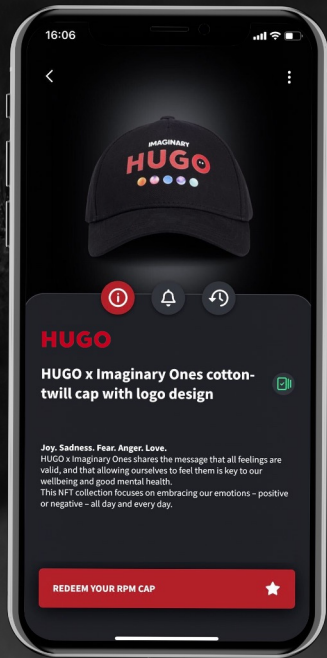 16:06
IMAGINARY
HUGO
HUGO
HUGO x Imaginary Ones cotton-
twill cap with logo design
Joy. Sadness. Fear. Anger. Love.
HUGO x Imaginary Ones shares the message that all feelings are
valid, and that allowing ourselves to feel them is key to our
wellbeing and good mental health.
This NFT collection focuses on embracing our emotions – positive
or negative – all day and every day.
REDEEM YOUR RPM CAP